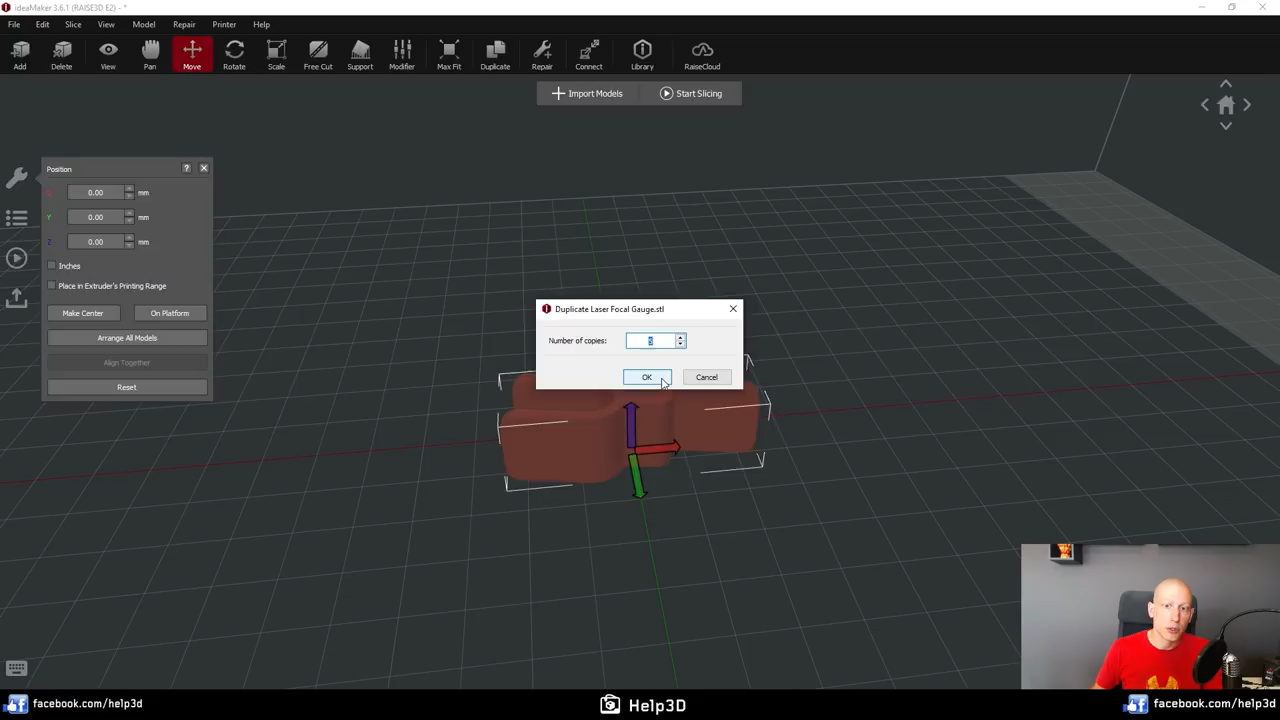 ideaMaker 3.6.1 (RAISE3D E2) - *
File Edit Slice View Model Repair Printer Help
Add Delete View Pan Move Rotate Scale Free Cut Support Modifier Max Fit Duplicate Repair Connect Library RaiseCloud
Import Models Start Slicing
Position ?
X 0.00 mm
Y 0.00 mm
Z 0.00 mm
Inches
Place in Extruder's Printing Range
Make Center On Platform
Arrange All Models
Align Together
Reset
Duplicate Laser Focal Gauge.stl
Number of copies:
OK Cancel
facebook.com/help3d Help3D facebook.com/help3d